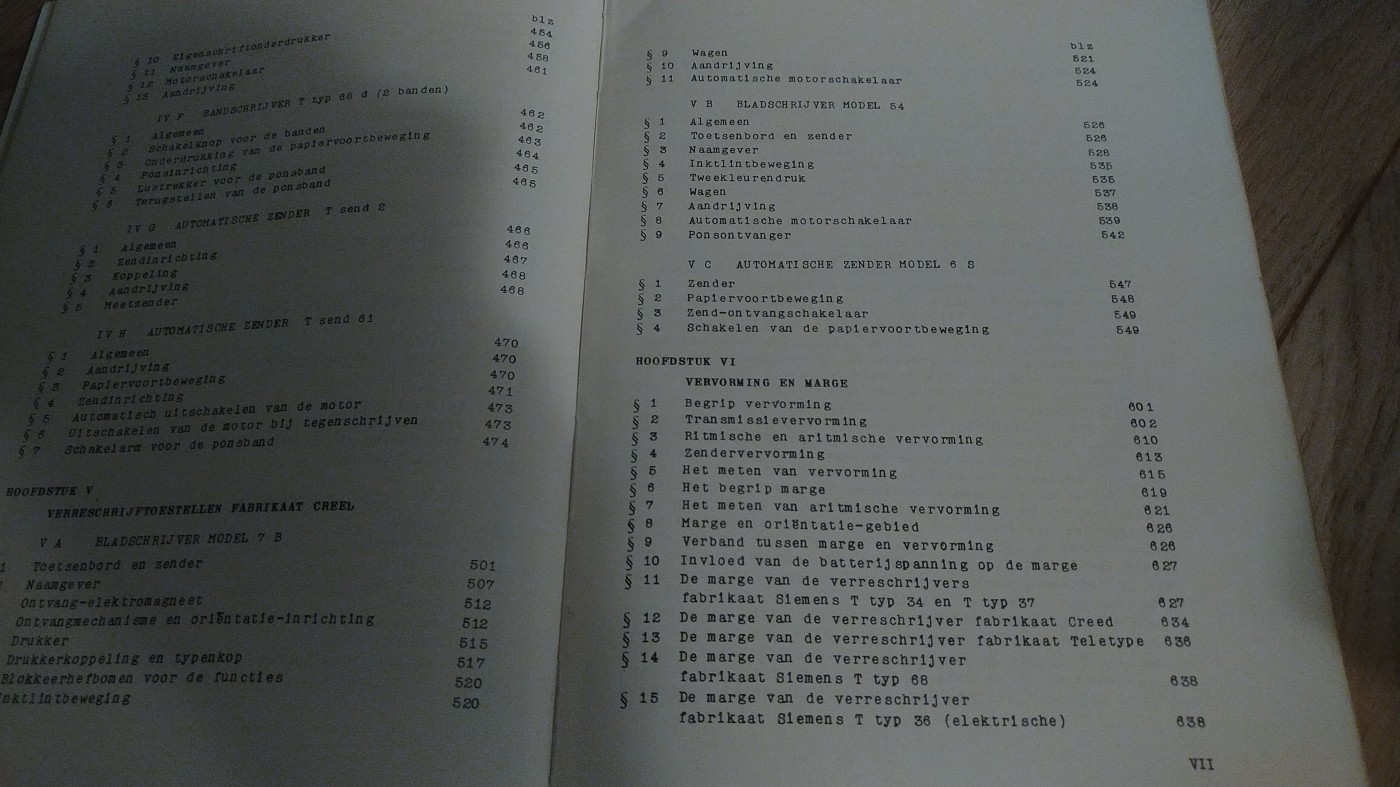 blz
§ 10 Eigenschriftonderdrukker 454
§ 11 Naamgever 456
§ 12 Motorschakelaar 458
§ 13 Aandrijving 461
IV F BANDSCHRIJVER T typ 68 d (2 banden)
§ 1 Algemeen 462
§ 2 Schakelknop voor de banden 462
§ 3 Onderdrukking van de papiervoortbeweging 463
§ 4 Ponsinrichting 464
§ 5 Lustrekker voor de ponsband 465
§ 6 Terugstellen van de ponsband 465
IV G AUTOMATISCHE ZENDER T send 2
§ 1 Algemeen 466
§ 2 Zendinrichting 466
§ 3 Koppeling 467
§ 4 Aandrijving 468
§ 5 Meetzender 468
IV H AUTOMATISCHE ZENDER T send 61
§ 1 Algemeen 470
§ 2 Aandrijving 470
§ 3 Papiervoortbeweging 470
§ 4 Zendinrichting 471
§ 5 Automatisch uitschakelen van de motor 473
§ 6 Uitschakelen van de motor bij tegenschrijven 473
§ 7 Schakelarm voor de ponsband 474
HOOFDSTUK V
VERRESCHRIJFTOESTELLEN FABRIKAAT CREED
V A BLADSCHRIJVER MODEL 7 B
1 Toetsenbord en zender 501
Naamgever 507
Ontvang-elektromagneet 512
Ontvangmechanisme en oriëntatie-inrichting 512
Drukker 515
Drukkerkoppeling en typenkop 517
Blokkeerhefbomen voor de functies 520
Inktlintbeweging 520
blz
§ 9 Wagen 521
§ 10 Aandrijving 524
§ 11 Automatische motorschakelaar 524
V B BLADSCHRIJVER MODEL 54
§ 1 Algemeen 526
§ 2 Toetsenbord en zender 526
§ 3 Naamgever 528
§ 4 Inktlintbeweging 535
§ 5 Tweekleurendruk 535
§ 6 Wagen 537
§ 7 Aandrijving 538
§ 8 Automatische motorschakelaar 539
§ 9 Ponsontvanger 542
V C AUTOMATISCHE ZENDER MODEL 6 S
§ 1 Zender 547
§ 2 Papiervoortbeweging 548
§ 3 Zend-ontvangschakelaar 549
§ 4 Schakelen van de papiervoortbeweging 549
HOOFDSTUK VI
VERVORMING EN MARGE
§ 1 Begrip vervorming 601
§ 2 Transmissievervorming 602
§ 3 Ritmische en aritmische vervorming 610
§ 4 Zendervervorming 613
§ 5 Het meten van vervorming 615
§ 6 Het begrip marge 619
§ 7 Het meten van aritmische vervorming 621
§ 8 Marge en oriëntatie-gebied 626
§ 9 Verband tussen marge en vervorming 626
§ 10 Invloed van de batterijspanning op de marge 627
§ 11 De marge van de verreschrijvers
fabrikaat Siemens T typ 34 en T typ 37 627
§ 12 De marge van de verreschrijver fabrikaat Creed 634
§ 13 De marge van de verreschrijver fabrikaat Teletype 636
§ 14 De marge van de verreschrijver
fabrikaat Siemens T typ 68 638
§ 15 De marge van de verreschrijver
fabrikaat Siemens T typ 36 (elektrische) 638
VII